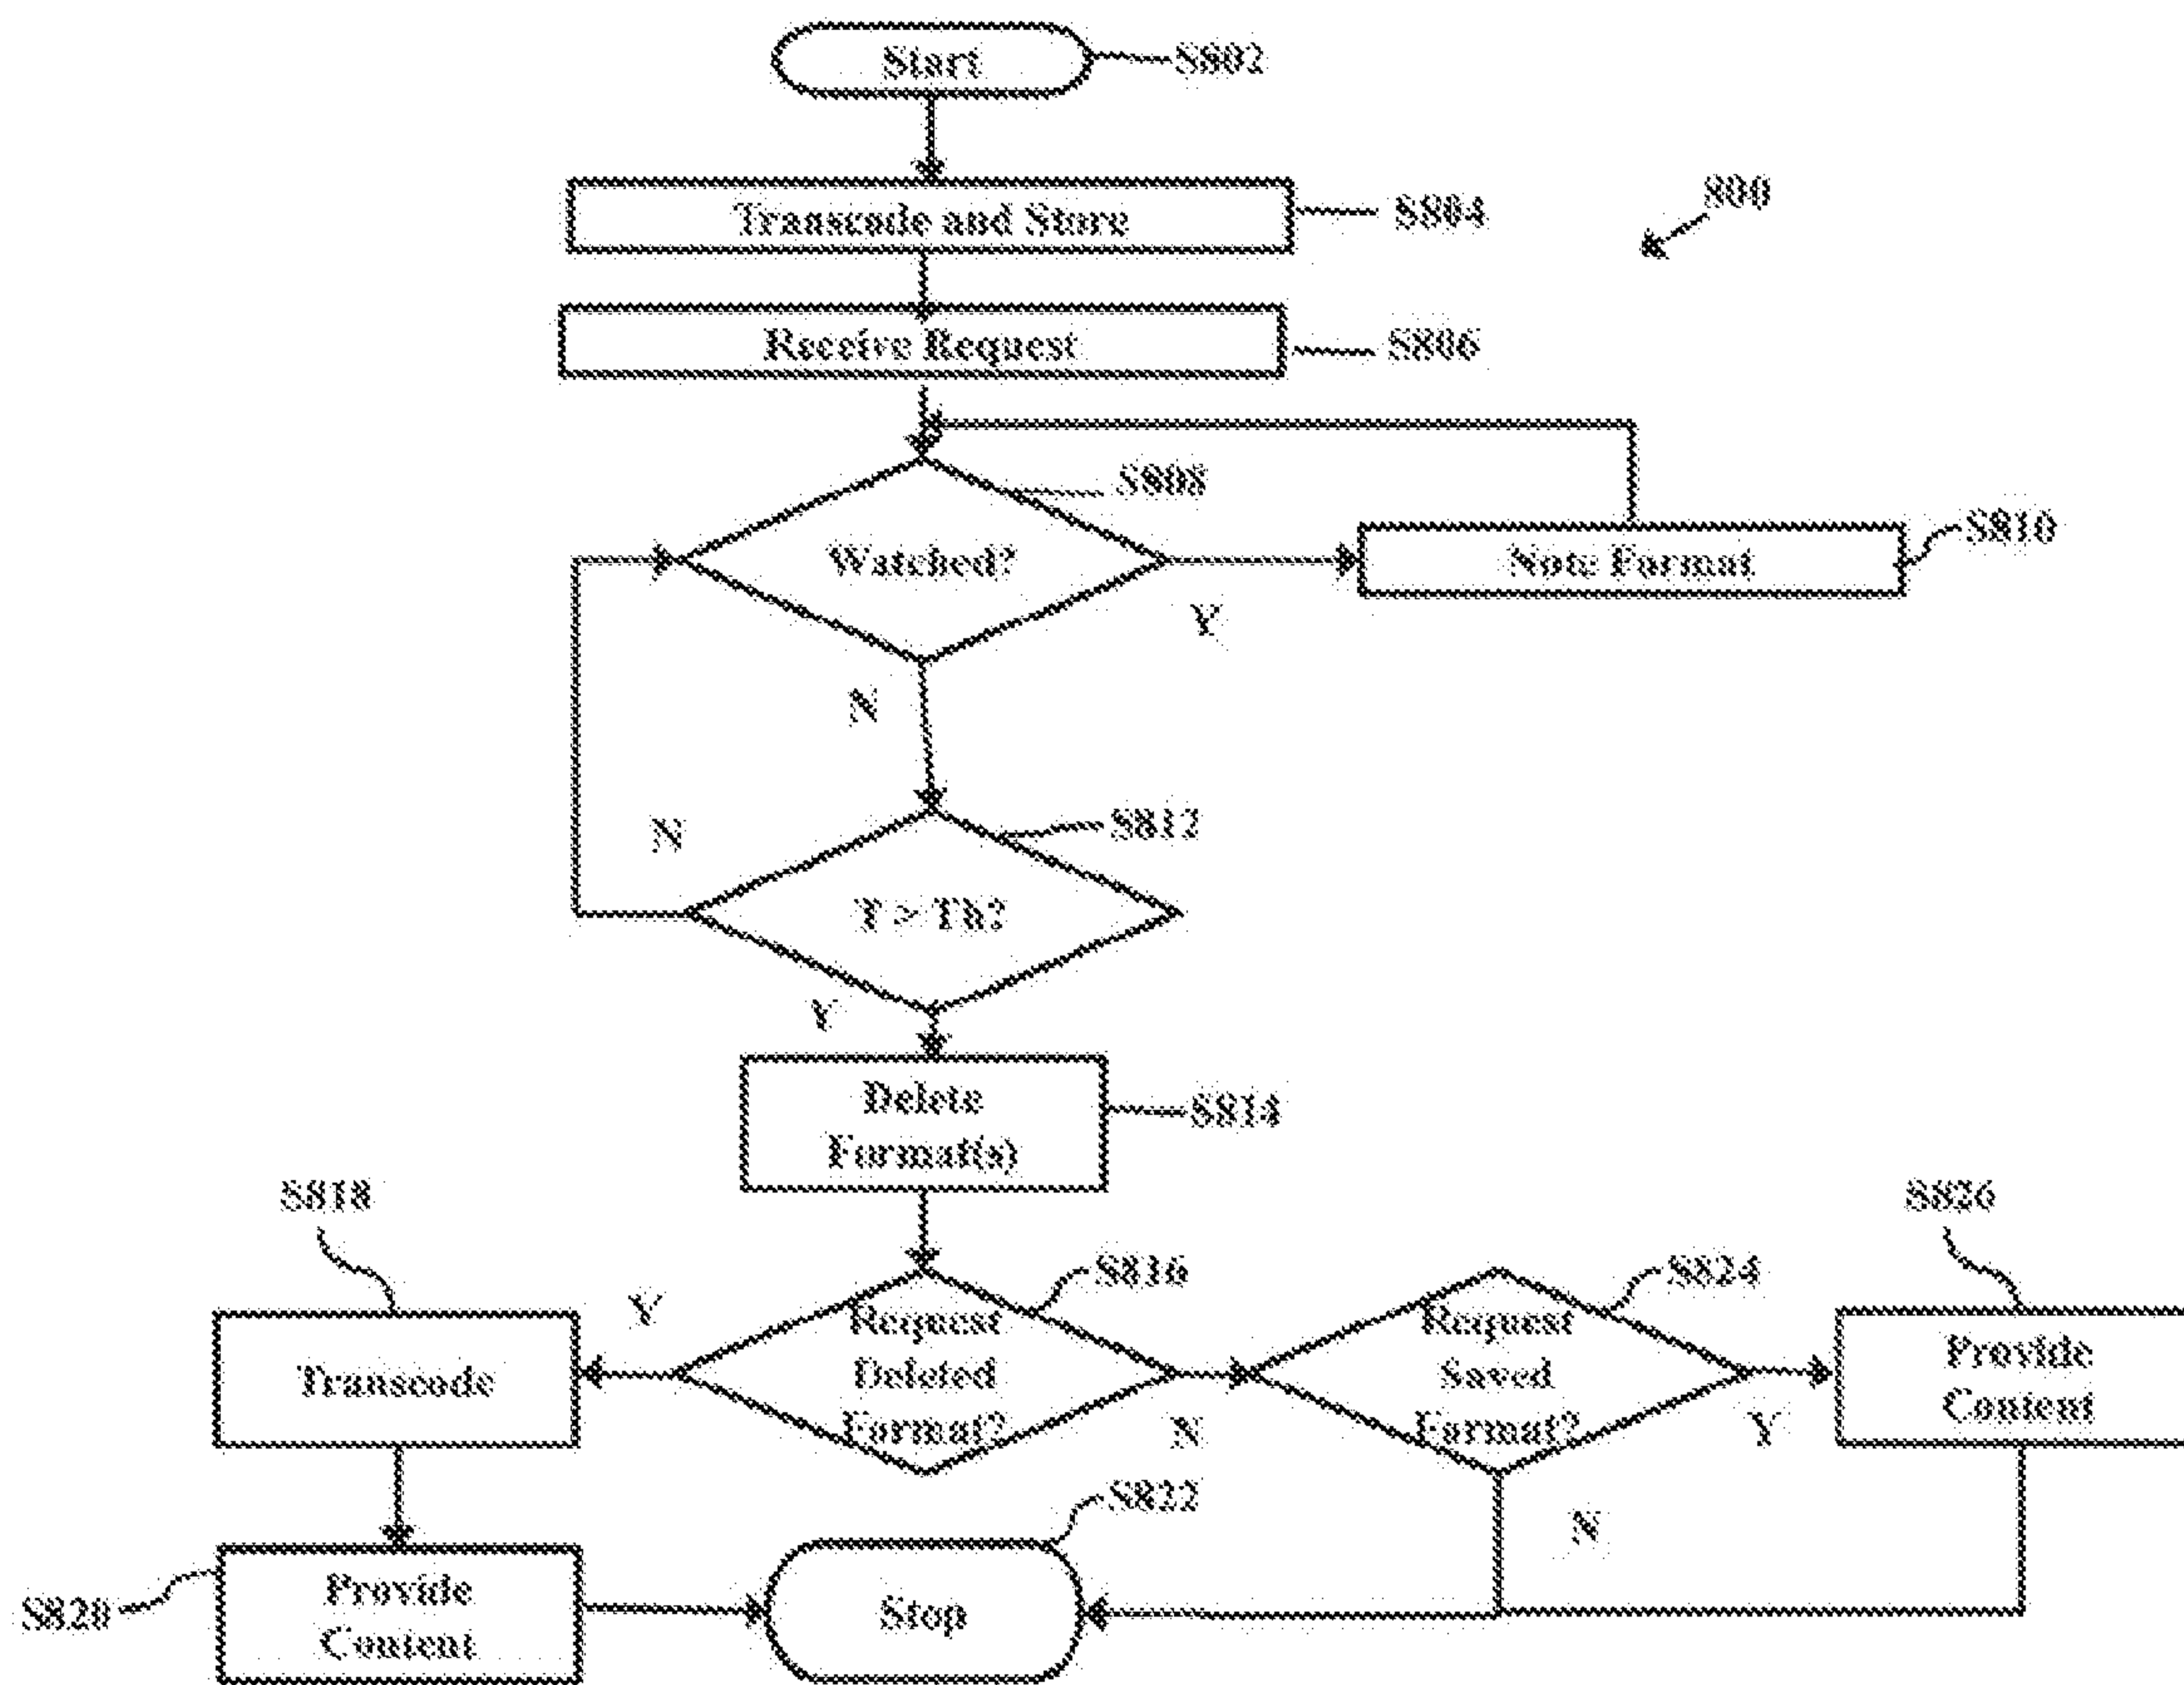 Start
S802
Transcode and Store
S804
800
Receive Request
S806
S808
Watched?
Y
Note Format
S810
N
N
S812
T > Th?
Y
Delete
Format(s)
S814
S818
S826
Y
S816
Request
Deleted
Format?
N
S824
Request
Saved
Format?
Y
Transcode
Provide
Content
S822
N
S820
Provide
Content
Stop